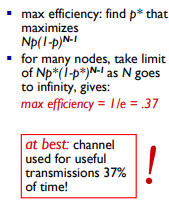 ▪ max efficiency: find p* that
maximizes
Np(1-p)^{N-1}
▪ for many nodes, take limit
of Np*(1-p*)^{N-1} as N goes
to infinity, gives:
max efficiency = 1/e = .37
at best: channel
used for useful
transmissions 37%
of time!
!